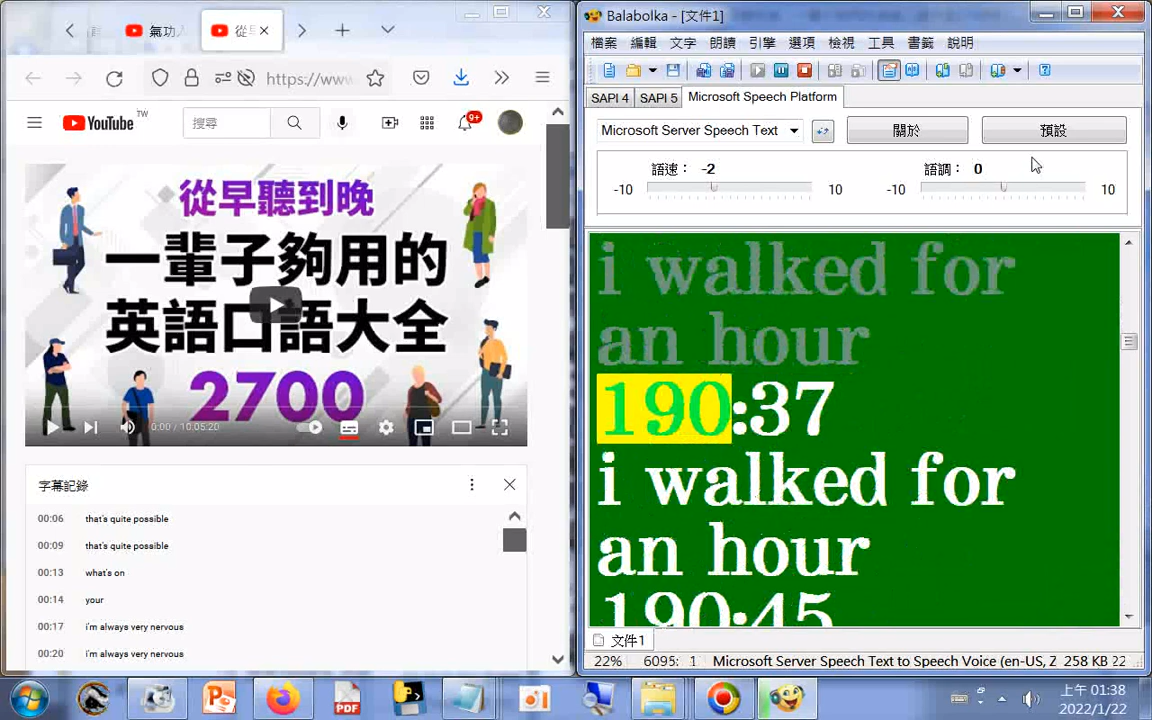 氣功
從
https://www
YouTube TW
搜尋
9+
從早聽到晚
一輩子夠用的
英語口語大全
2700
0:00 / 10:05:20
字幕記錄
00:06 that's quite possible
00:09 that's quite possible
00:13 what's on
00:14 your
00:17 i'm always very nervous
00:20 i'm always very nervous
Balabolka - [文件1]
檔案 編輯 文字 朗讀 引擎 選項 檢視 工具 書籤 說明
SAPI 4 SAPI 5 Microsoft Speech Platform
Microsoft Server Speech Text 關於 預設
語速： -2 語調： 0
-10 10 -10 10
i walked for
an hour
190:37
i walked for
an hour
190:45
文件1
22% 6095: 1 Microsoft Server Speech Text to Speech Voice (en-US, Z 258 KB 22
PDF
上午 01:38
2022/1/22